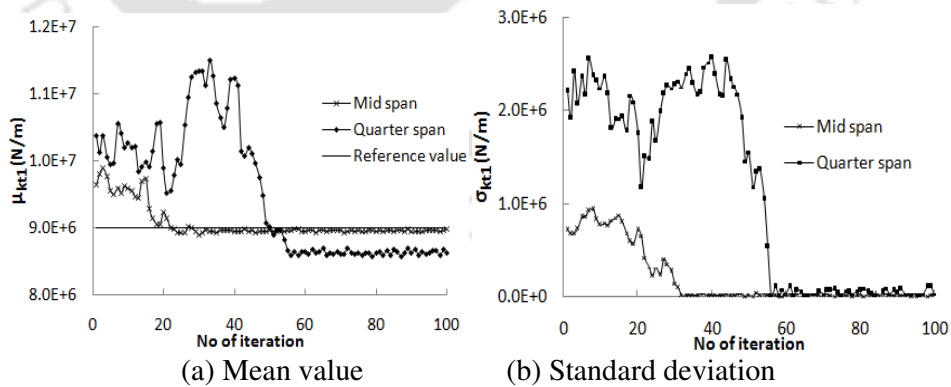 1.2E+7
1.1E+7
1.0E+7
9.0E+6
8.0E+6
μkt1(N/m)
Mid span
Quarter span
Reference value
0 20 40 60 80 100
No of iteration
(a) Mean value
3.0E+6
2.0E+6
1.0E+6
0.0E+0
σkt1(N/m)
Mid span
Quarter span
0 20 40 60 80 100
No of iteration
(b) Standard deviation